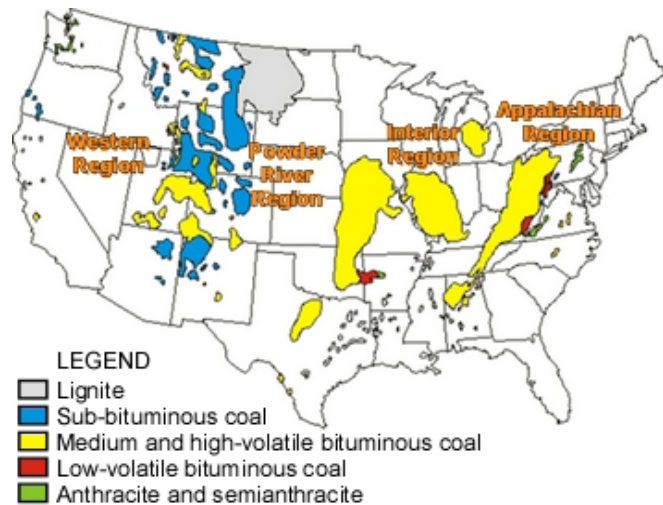 Appalachian
Region
Western
Region
Powder
River
Region
Interior
Region
LEGEND
Lignite
Sub-bituminous coal
Medium and high-volatile bituminous coal
Low-volatile bituminous coal
Anthracite and semianthracite